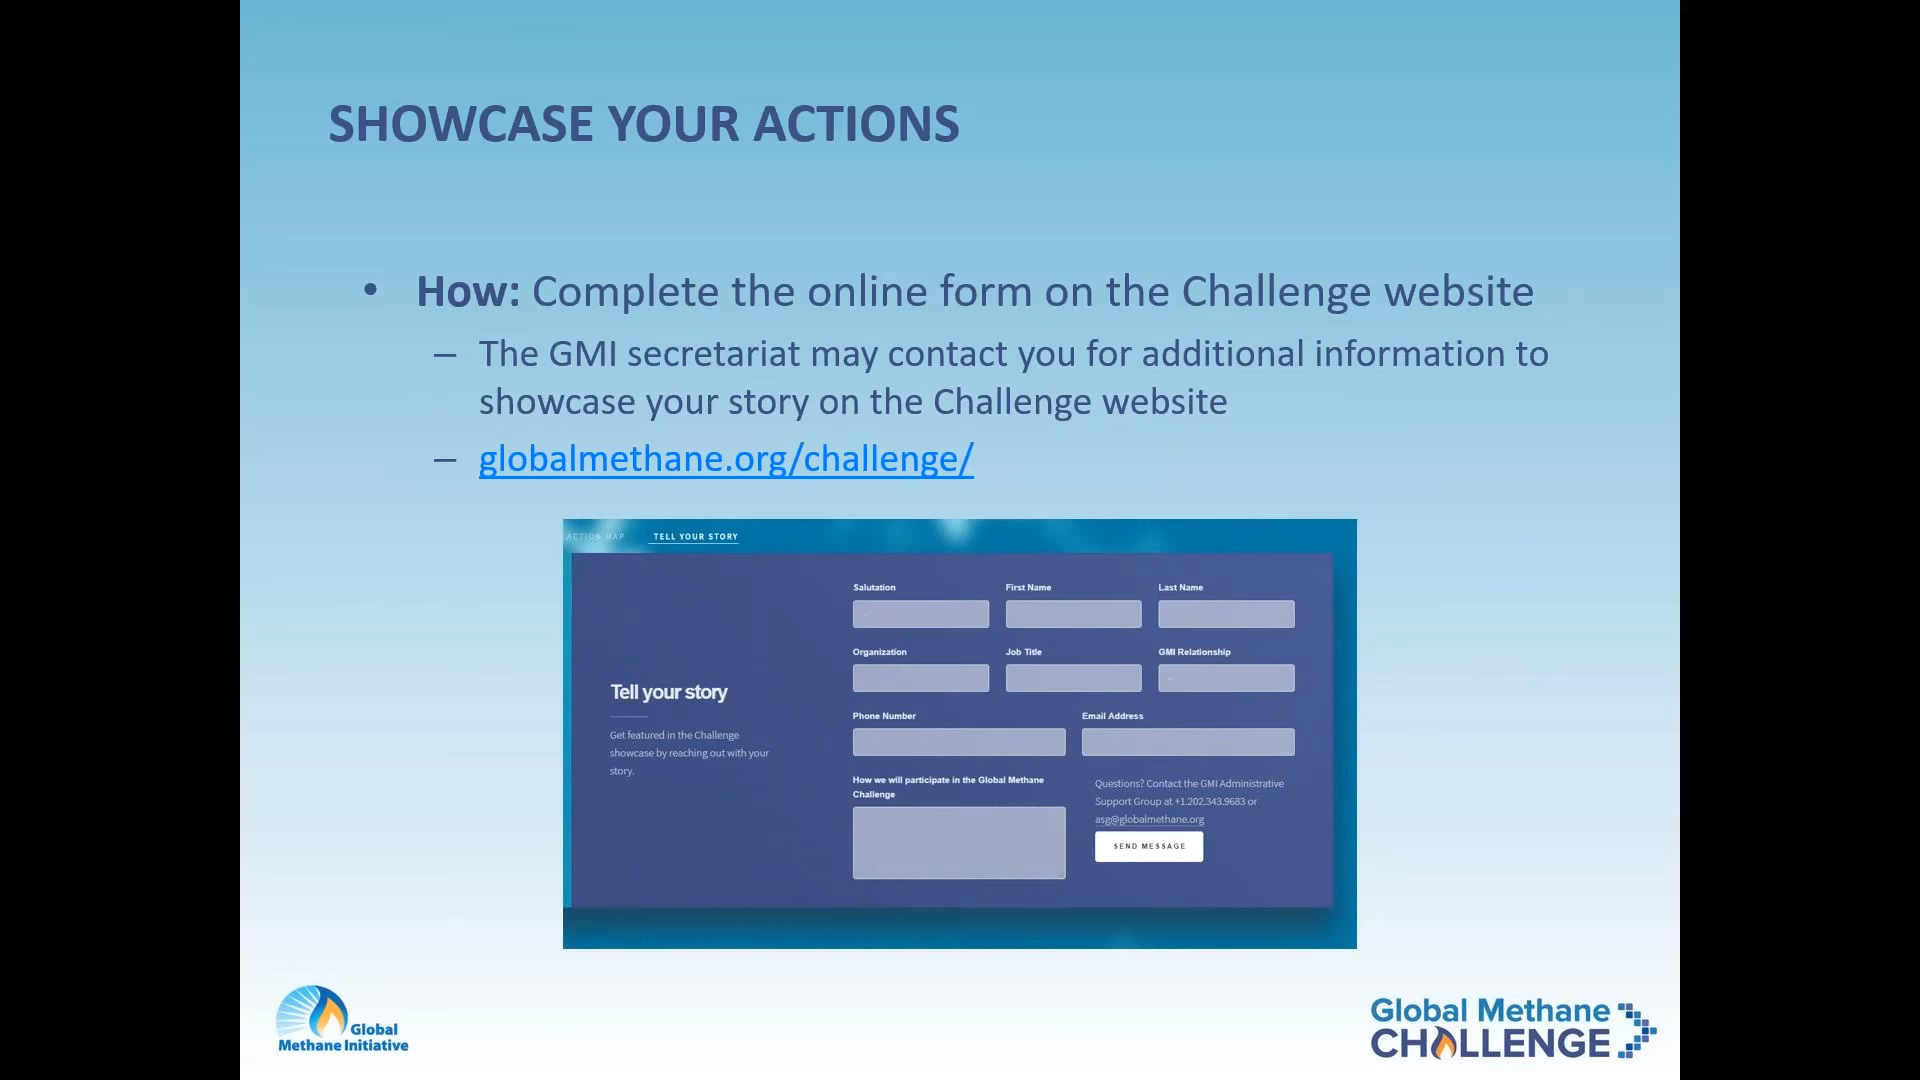 SHOWCASE YOUR ACTIONS
• How: Complete the online form on the Challenge website
– The GMI secretariat may contact you for additional information to
showcase your story on the Challenge website
– globalmethane.org/challenge/
ACTION MAP TELL YOUR STORY
Salutation First Name Last Name
Organization Job Title GMI Relationship
Tell your story
Get featured in the Challenge
showcase by reaching out with your
story.
Phone Number Email Address
How we will participate in the Global Methane
Challenge
Questions? Contact the GMI Administrative
Support Group at +1.202.343.9683 or
asg@globalmethane.org
SEND MESSAGE
Global
Methane Initiative
Global Methane
CHALLENGE